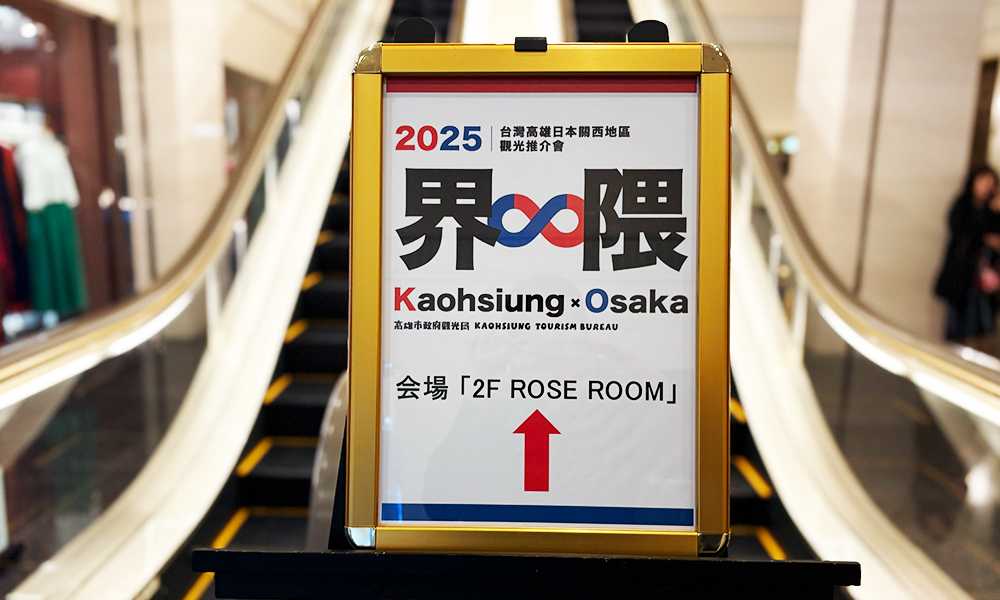 2025 台灣高雄日本關西地區
觀光推介會
界 隈
Kaohsiung × Osaka
高雄市政府觀光局 KAOHSIUNG TOURISM BUREAU
会場「2F ROSE ROOM」